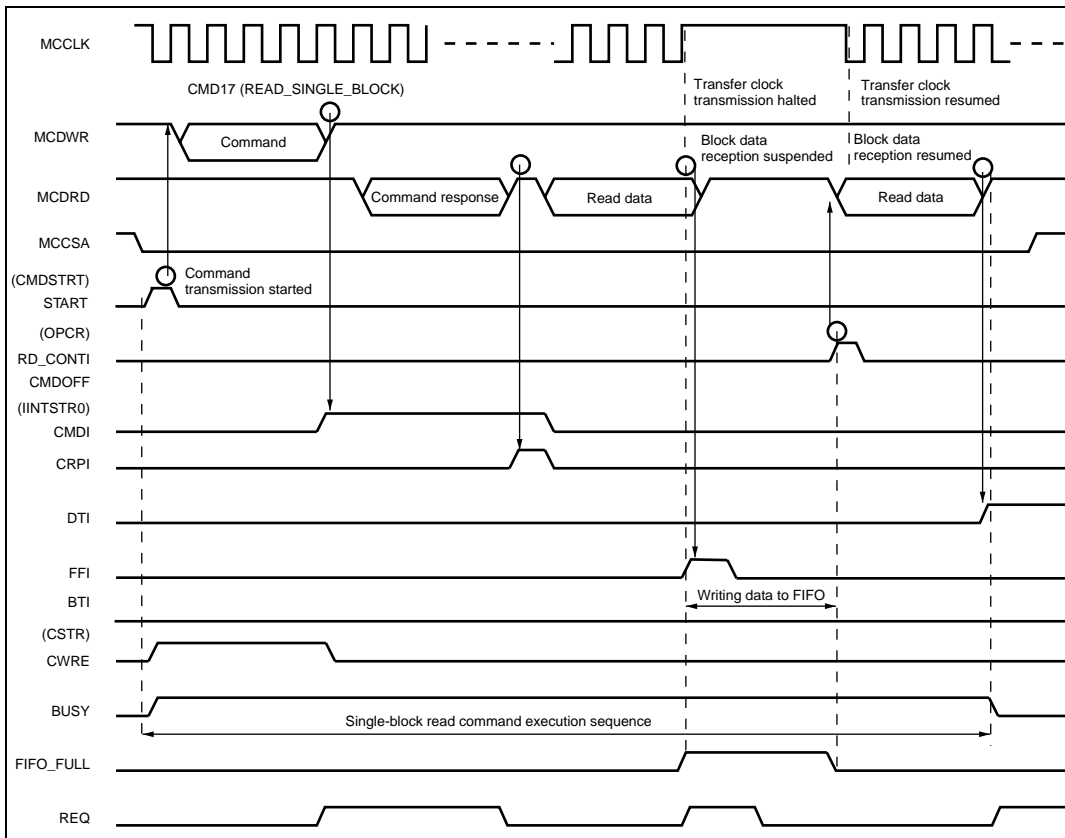 MCCLK
CMD17 (READ_SINGLE_BLOCK)
Transfer clock
transmission halted
Transfer clock
transmission resumed
MCDWR
Command
Block data
reception suspended
Block data
reception resumed
MCDRD
Command response
Read data
Read data
MCCSA
(CMDSTRT)
START
Command
transmission started
(OPCR)
RD_CONTI
CMDOFF
(IINTSTR0)
CMDI
CRPI
DTI
FFI
BTI
Writing data to FIFO
(CSTR)
CWRE
BUSY
Single-block read command execution sequence
FIFO_FULL
REQ